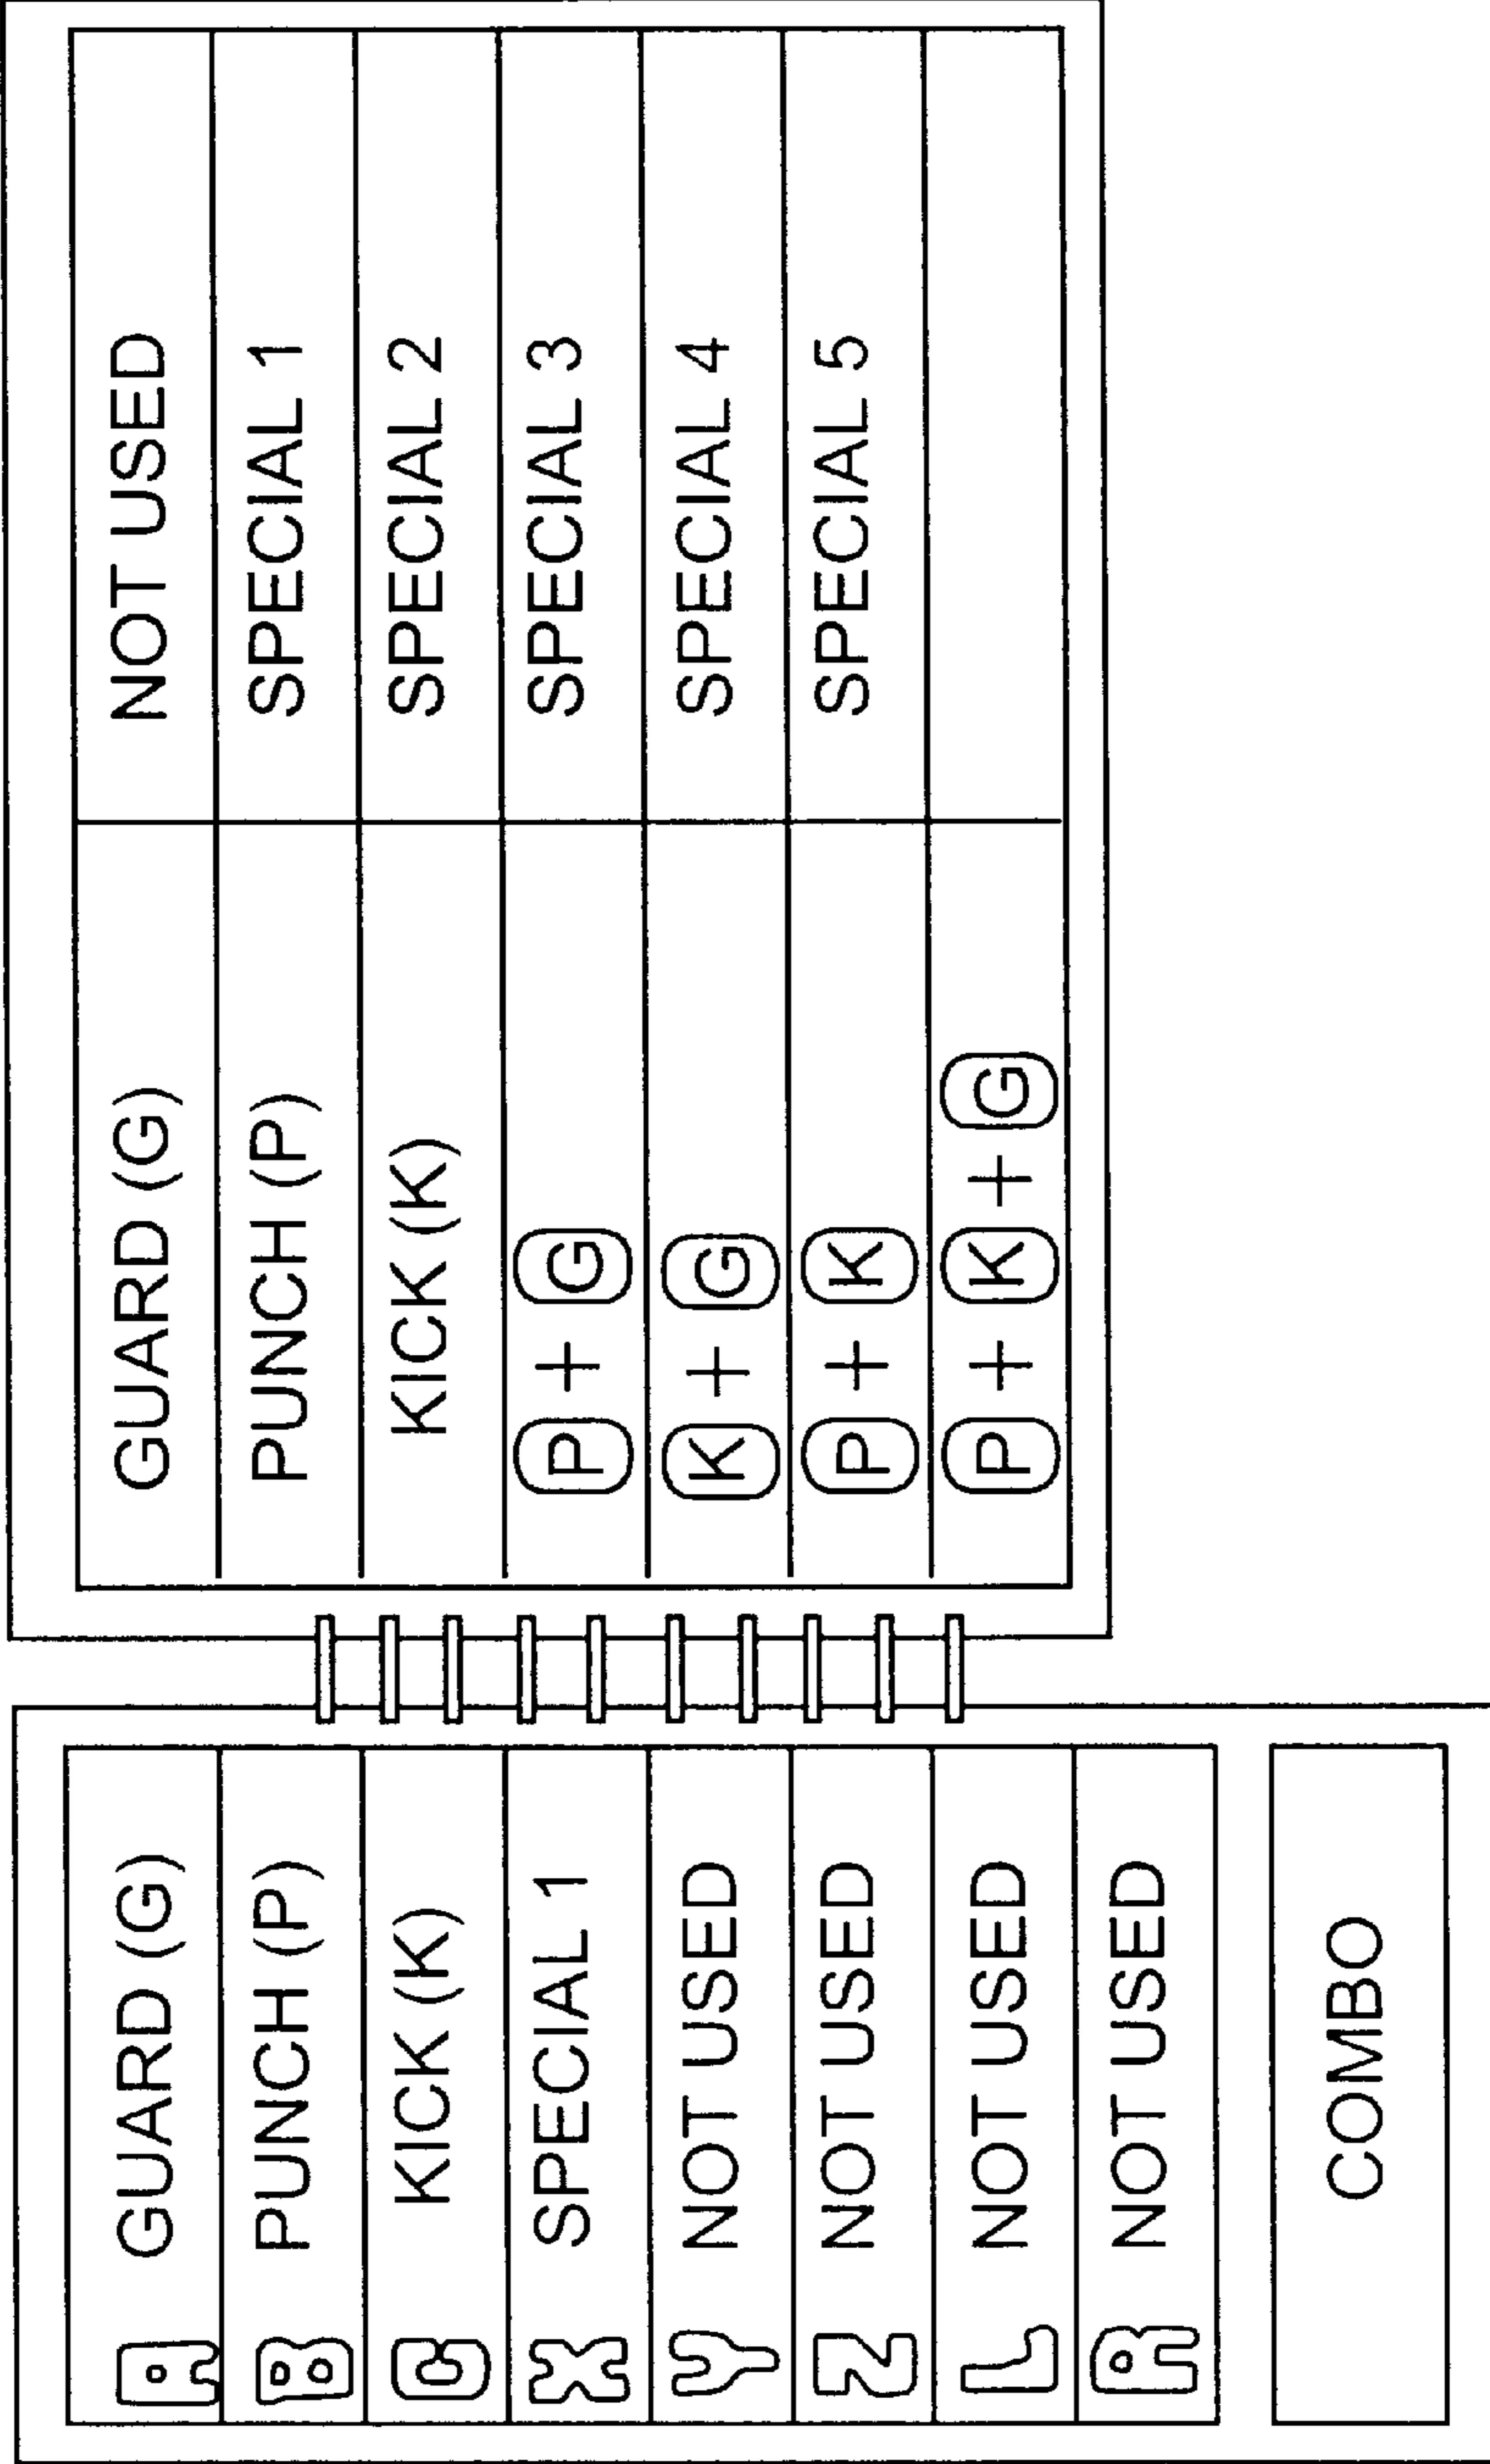 A GUARD (G)
B PUNCH (P)
C KICK (K)
X SPECIAL 1
Y NOT USED
Z NOT USED
L NOT USED
R NOT USED
COMBO
GUARD (G) NOT USED
PUNCH (P) SPECIAL 1
KICK (K) SPECIAL 2
P + G SPECIAL 3
K + G SPECIAL 4
P + K SPECIAL 5
P + K + G